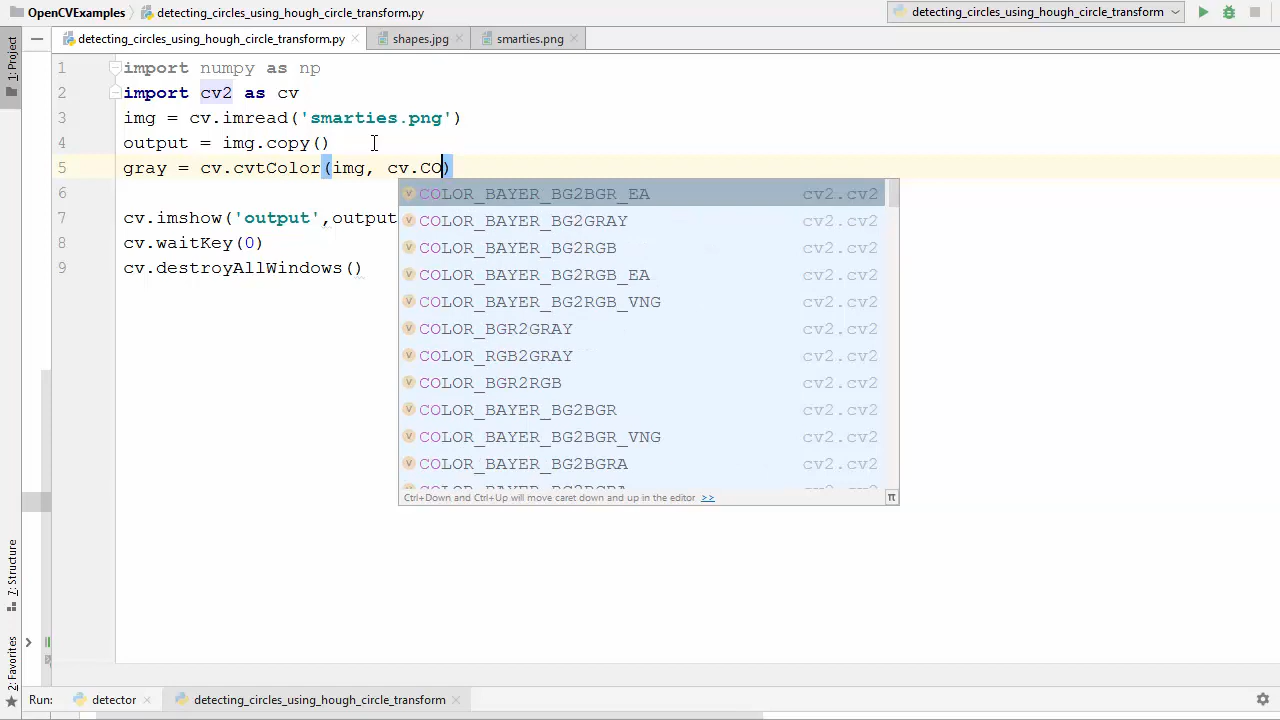 OpenCVExamples
detecting_circles_using_hough_circle_transform.py
detecting_circles_using_hough_circle_transform
1: Project
detecting_circles_using_hough_circle_transform.py
shapes.jpg
smarties.png
1 import numpy as np
2 import cv2 as cv
3 img = cv.imread('smarties.png')
4 output = img.copy()
5 gray = cv.cvtColor(img, cv.CO)
6
7 cv.imshow('output',output
8 cv.waitKey(0)
9 cv.destroyAllWindows()
COLOR_BAYER_BG2BGR_EA cv2.cv2
COLOR_BAYER_BG2GRAY cv2.cv2
COLOR_BAYER_BG2RGB cv2.cv2
COLOR_BAYER_BG2RGB_EA cv2.cv2
COLOR_BAYER_BG2RGB_VNG cv2.cv2
COLOR_BGR2GRAY cv2.cv2
COLOR_RGB2GRAY cv2.cv2
COLOR_BGR2RGB cv2.cv2
COLOR_BAYER_BG2BGR cv2.cv2
COLOR_BAYER_BG2BGR_VNG cv2.cv2
COLOR_BAYER_BG2BGRA cv2.cv2
Ctrl+Down and Ctrl+Up will move caret down and up in the editor >> π
Z: Structure
2: Favorites
Run: detector detecting_circles_using_hough_circle_transform